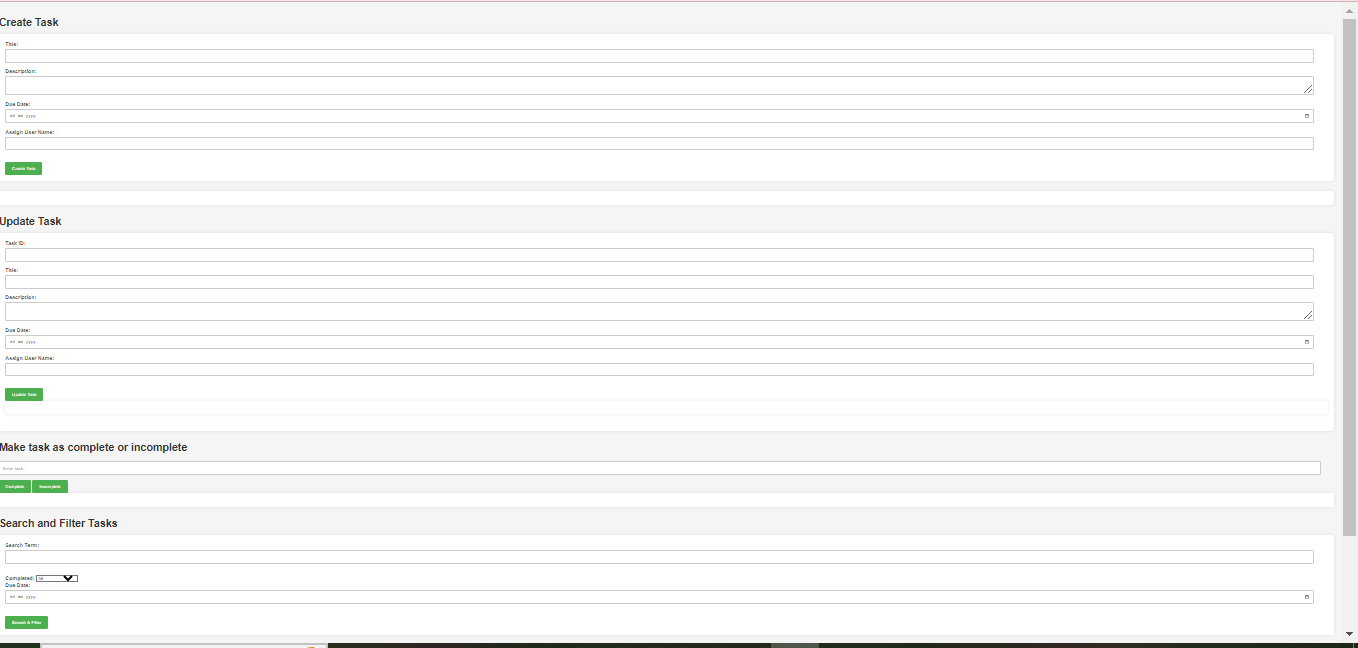 Create Task
Title:
Description:
Due Date:
dd mm yyyy
Assign User Name:
Create Task
Update Task
Task ID:
Title:
Description:
Due Date:
dd mm yyyy
Assign User Name:
Update Task
Make task as complete or incomplete
Enter task...
Complete Incomplete
Search and Filter Tasks
Search Term:
Completed: All
Due Date:
dd mm yyyy
Search & Filter